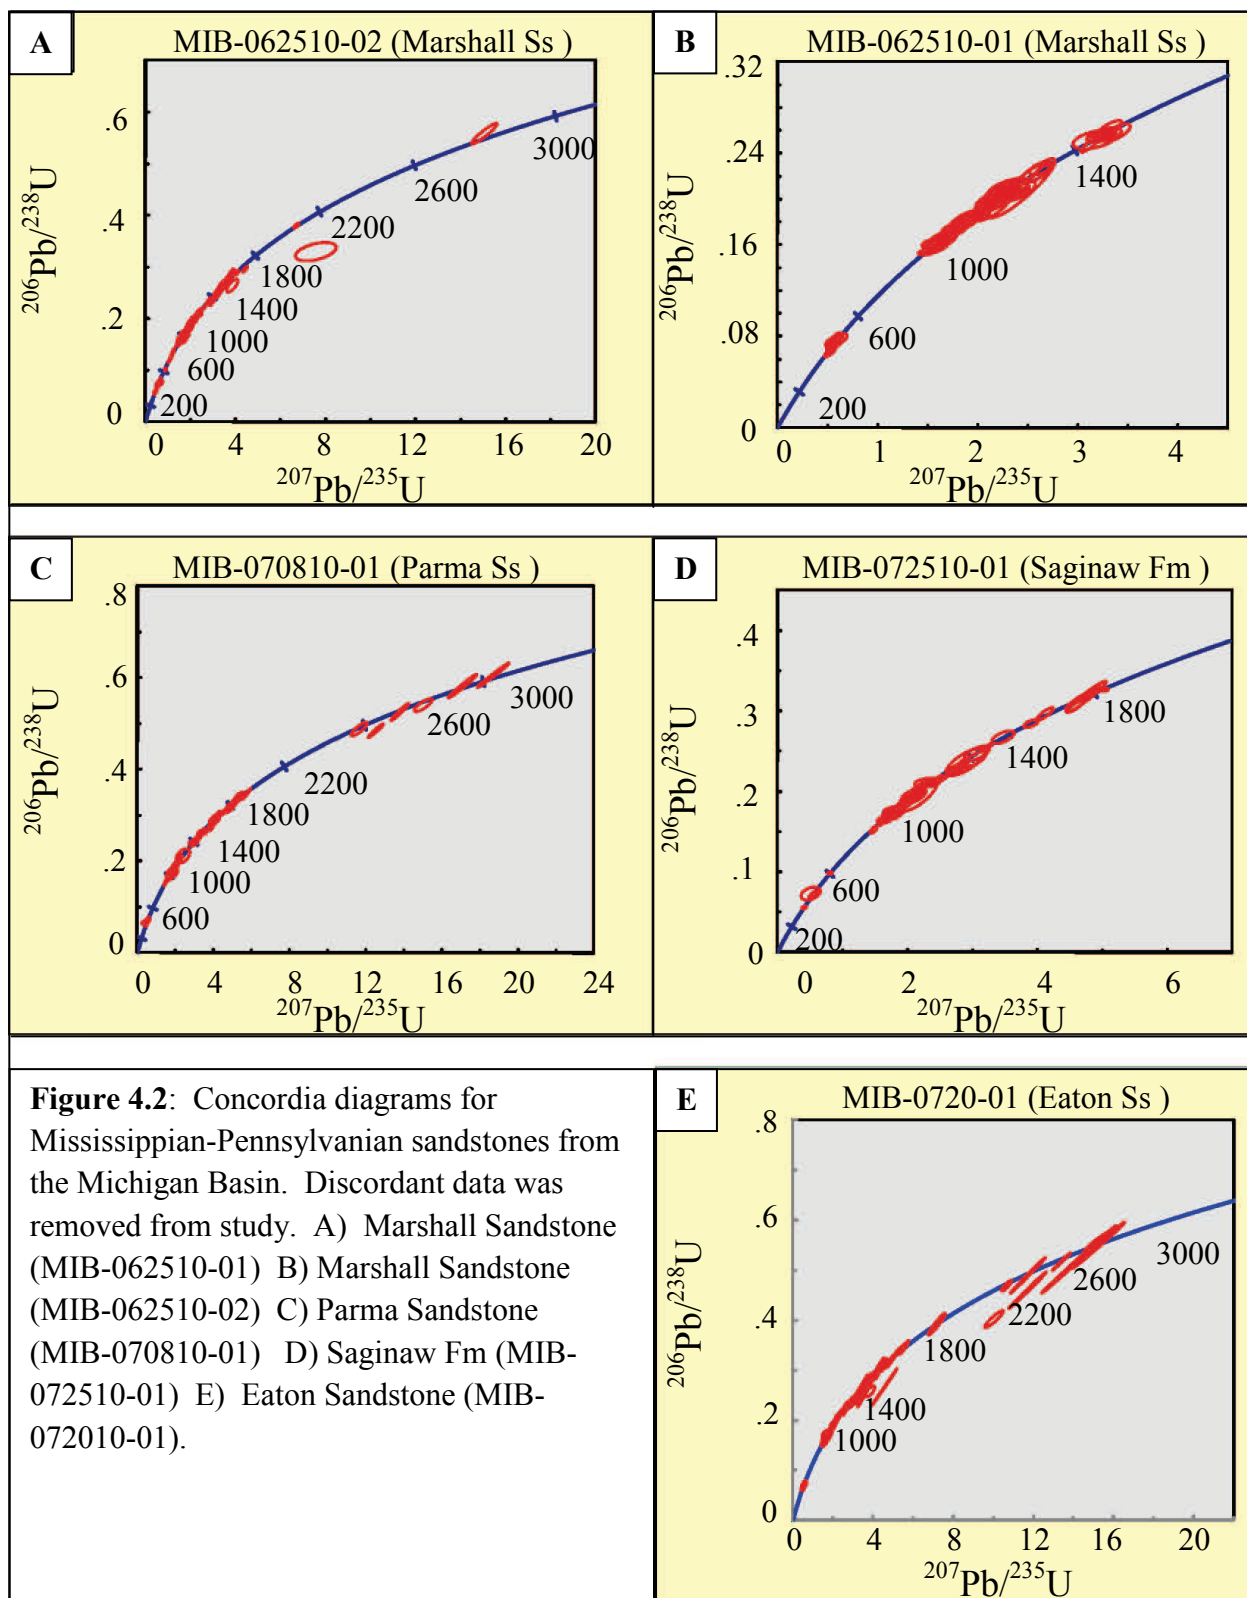 A
MIB-062510-02 (Marshall Ss )
.6
.4
.2
0
206Pb/238U
200
600
1000
1400
1800
2200
2600
3000
0 4 8 12 16 20
207Pb/235U
B
MIB-062510-01 (Marshall Ss )
0.32
.24
.16
.08
0
206Pb/238U
200
600
1000
1400
0 1 2 3 4
207Pb/235U
C
MIB-070810-01 (Parma Ss )
.8
.6
.4
.2
0
206Pb/238U
600
1000
1400
1800
2200
2600
3000
0 4 8 12 16 20 24
207Pb/235U
D
MIB-072510-01 (Saginaw Fm )
.4
.3
.2
.1
0
206Pb/238U
200
600
1000
1400
1800
0 2 4 6
207Pb/235U
Figure 4.2: Concordia diagrams for
Mississippian-Pennsylvanian sandstones from
the Michigan Basin. Discordant data was
removed from study. A) Marshall Sandstone
(MIB-062510-01) B) Marshall Sandstone
(MIB-062510-02) C) Parma Sandstone
(MIB-070810-01) D) Saginaw Fm (MIB-
072510-01) E) Eaton Sandstone (MIB-
072010-01).
E
MIB-0720-01 (Eaton Ss )
.8
.6
.4
.2
0
206Pb/238U
1000
1400
1800
2200
2600
3000
0 4 8 12 16 20
207Pb/235U